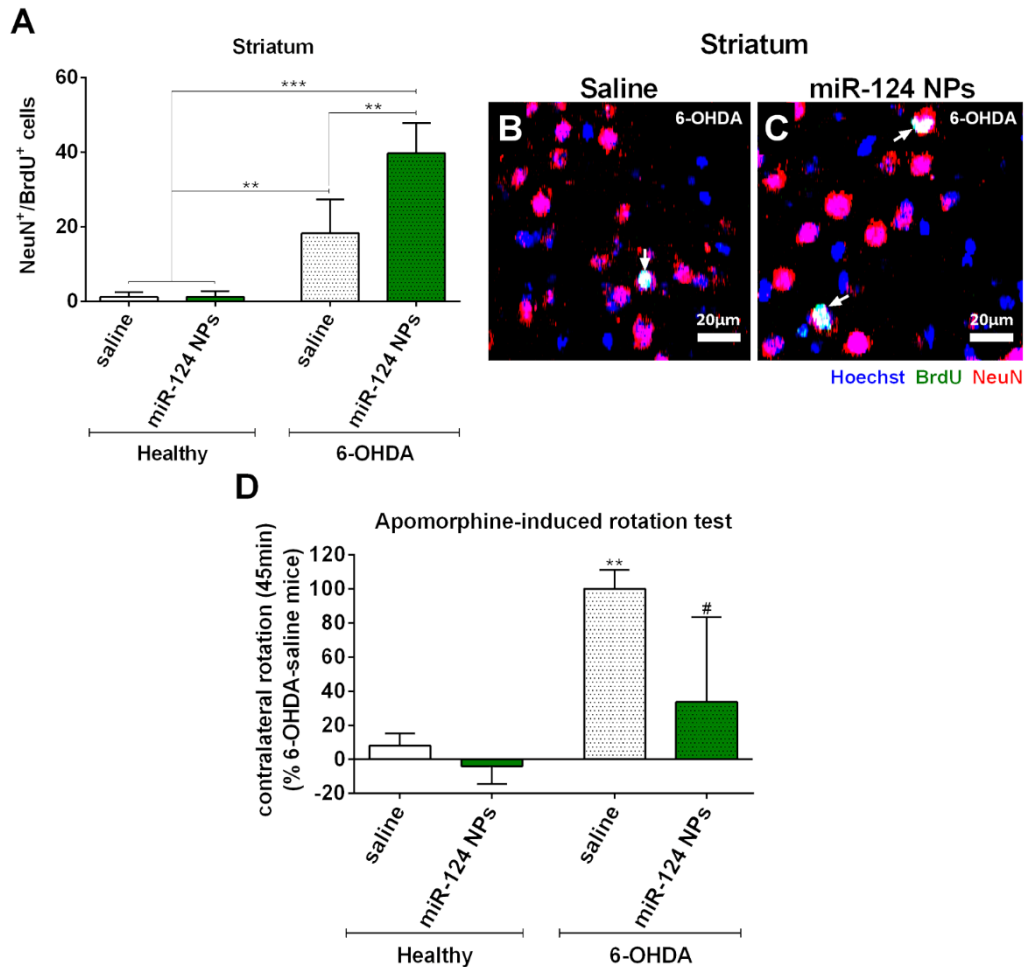 A
Striatum
NeuN⁺/BrdU⁺ cells
60
40
20
0
***
**
**
saline
miR-124 NPs
saline
miR-124 NPs
Healthy
6-OHDA
Striatum
Saline
miR-124 NPs
B
6-OHDA
20µm
C
6-OHDA
20µm
Hoechst BrdU NeuN
D
Apomorphine-induced rotation test
contralateral rotation (45min)
(% 6-OHDA-saline mice)
120
100
80
60
40
20
0
-20
**
#
saline
miR-124 NPs
saline
miR-124 NPs
Healthy
6-OHDA